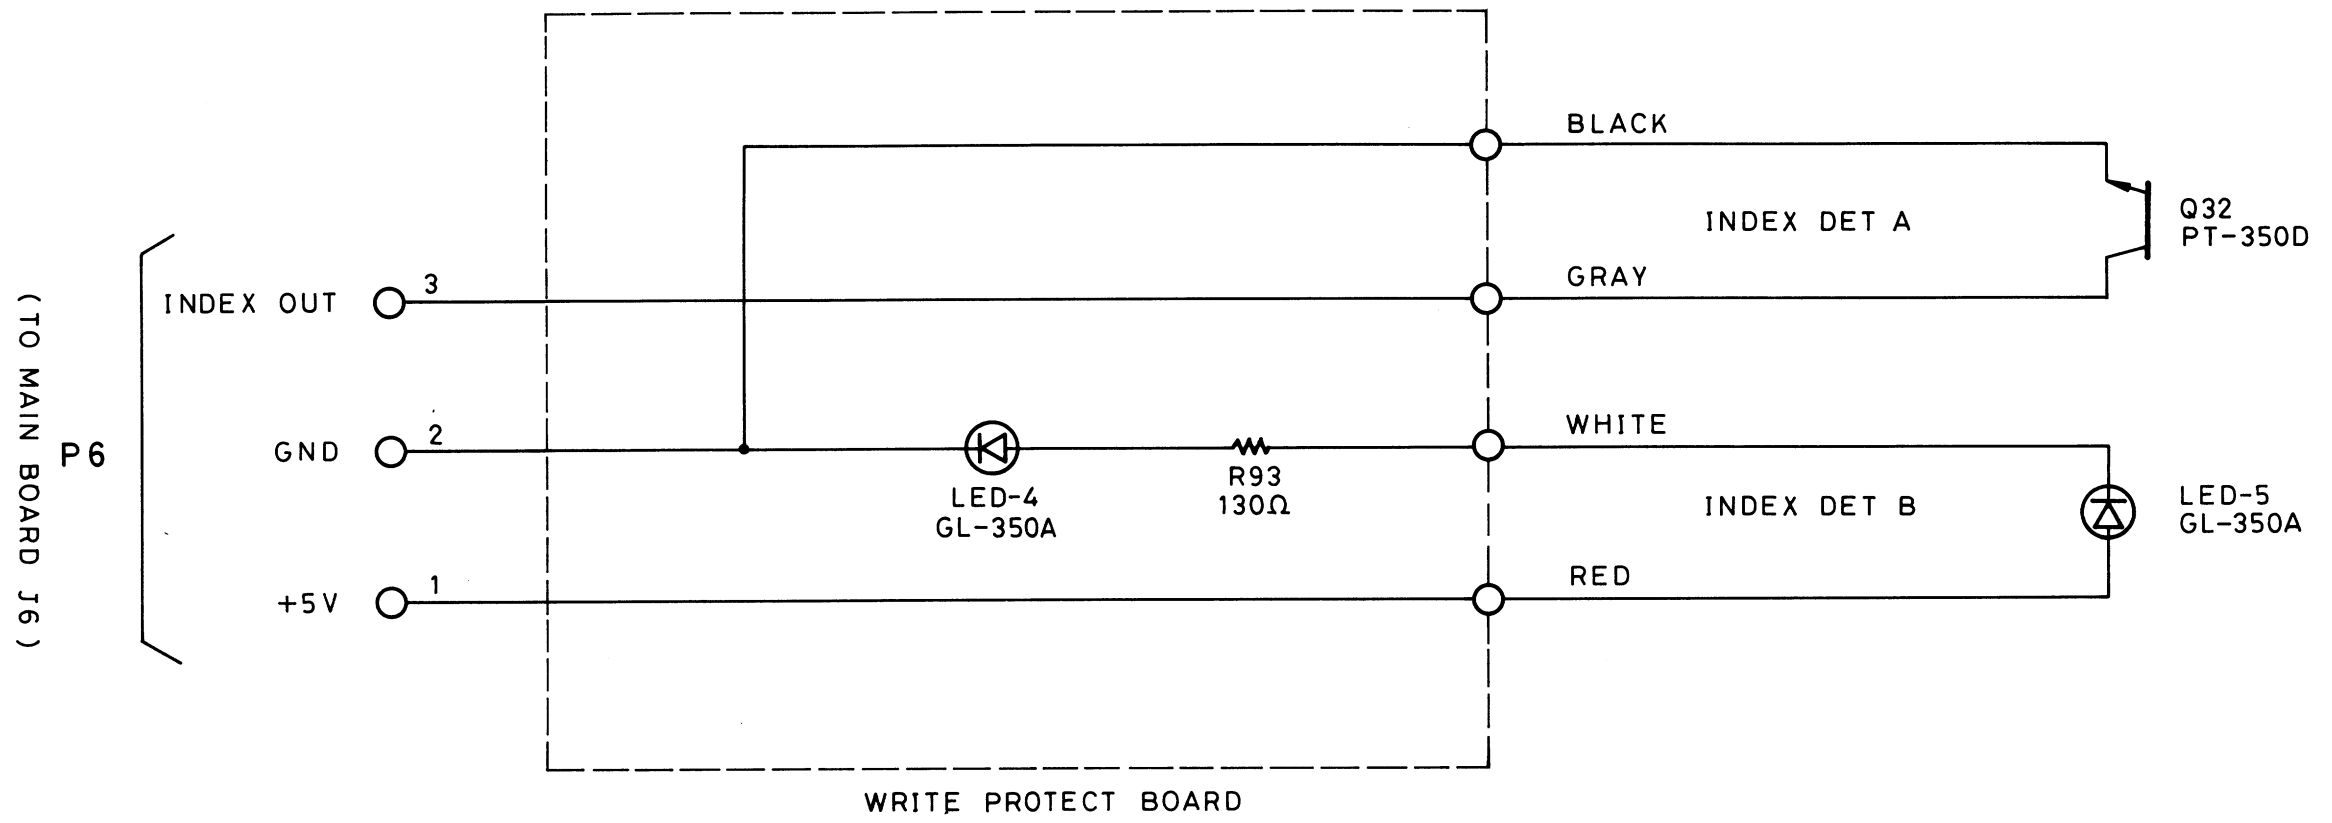 BLACK
INDEX DET A
Q32
PT-350D
GRAY
3
INDEX OUT
(TO MAIN BOARD J6)
P6
2
GND
WHITE
LED-4
GL-350A
R93
130Ω
INDEX DET B
LED-5
GL-350A
1
+5V
RED
WRITE PROTECT BOARD